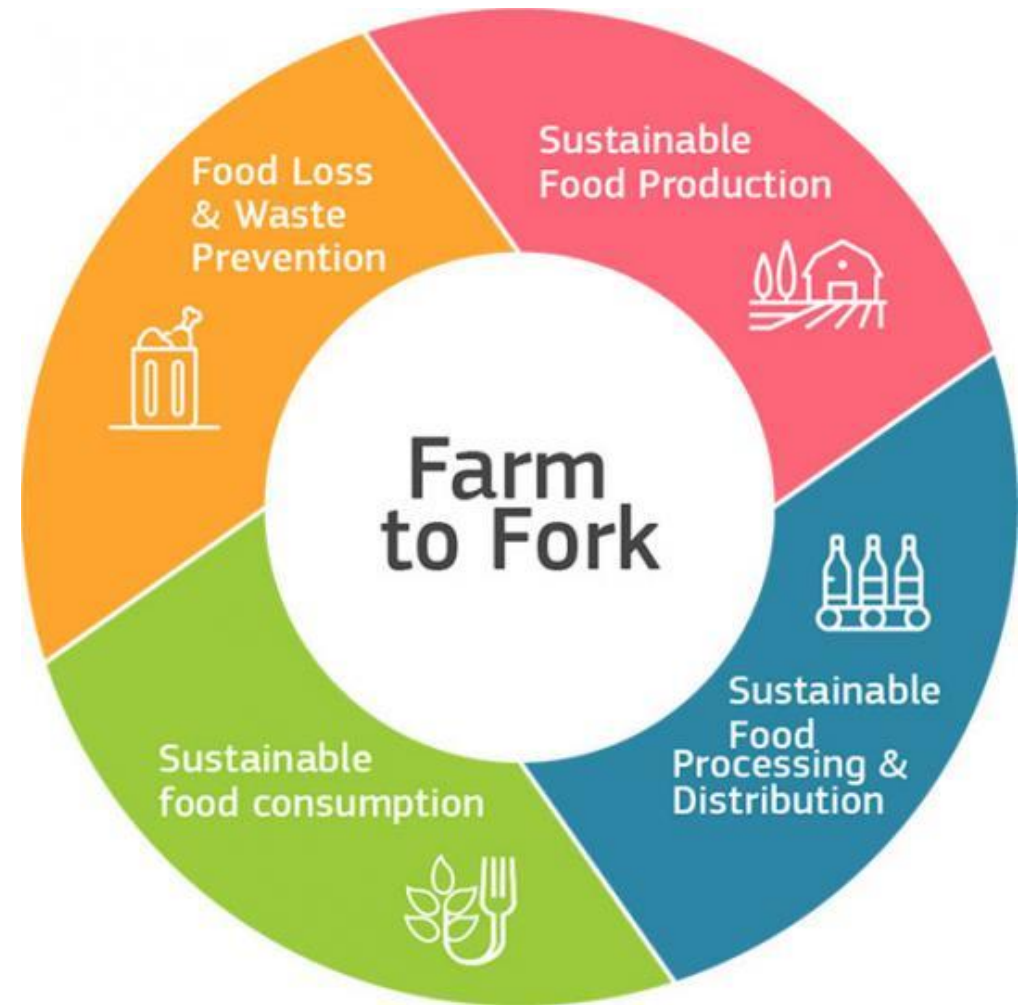 Sustainable
Food Production
Food Loss
& Waste
Prevention
Farm
to Fork
Sustainable
Food
Processing &
Distribution
Sustainable
food consumption